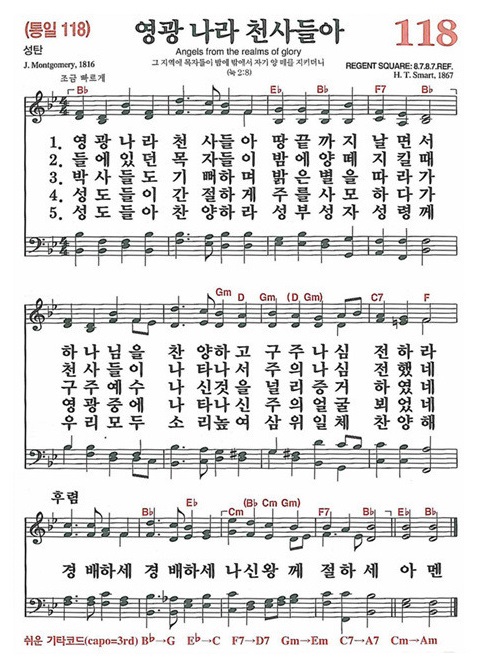 (통일 118) 영광 나라 천사들아 118
성탄 Angels from the realms of glory
J. Montgomery, 1816 그 지역에 목자들이 밤에 밖에서 자기 양 떼를 지키더니 REGENT SQUARE: 8.7.8.7.REF.
(눅 2:8) H. T. Smart, 1867
조금 빠르게
B♭ E♭ B♭ F7 B♭
1. 영광나라 천사들아 땅끝까지 날면서
2. 들에있던 목자들이 밤에양떼 지킬때
3. 박사들도 기뻐하며 밝은별을 따라가
4. 성도들이 간절하게 주를사모 하다가
5. 성도들아 찬양하라 성부성자 성령께
Gm D Gm (D Gm) C7 F
하나님을 찬양하고 구주나심 전하라
천사들이 나타나서 주의나심 전했네
구주예수 나신것을 널리증거 하였네
영광중에 나타나신 주의얼굴 뵈었네
우리모두 소리높여 삼위일체 찬양해
후렴
B♭ E♭ Cm (B♭ Cm Gm) F7 B♭ E♭ B♭
경배하세 경배하세 나신왕께 절하세 아멘
쉬운 기타코드(capo=3rd) B♭→G E♭→C F7→D7 Gm→Em C7→A7 Cm→Am